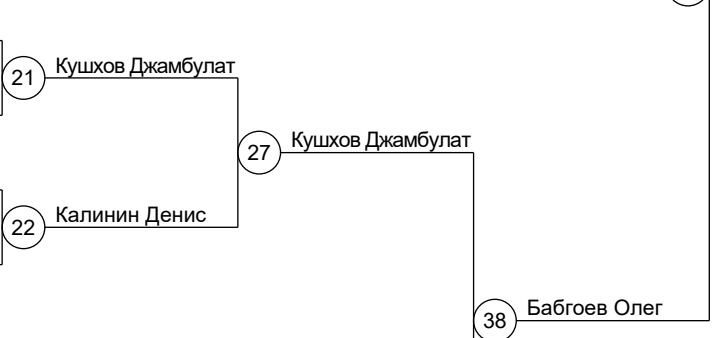 Кушхов Джамбулат
21
Кушхов Джамбулат
27
Калинин Денис
22
Бабгоев Олег
38